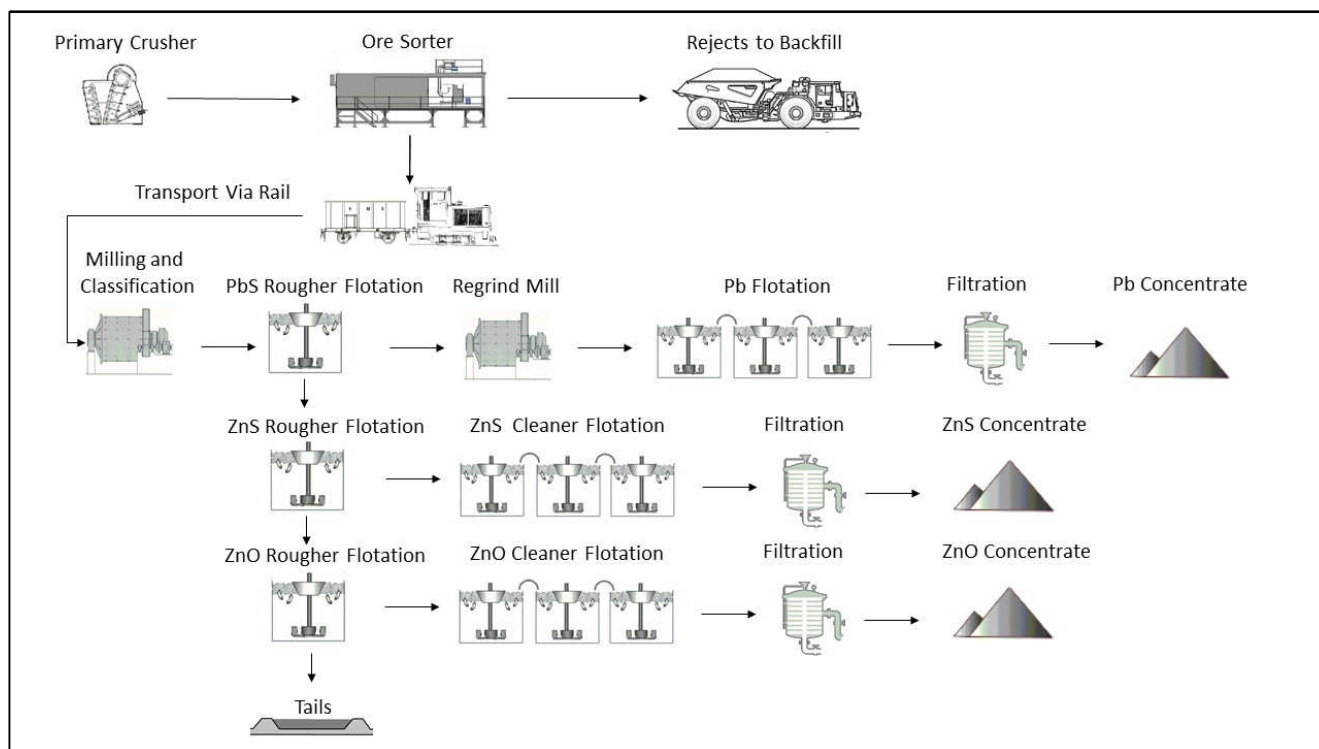 Primary Crusher
Ore Sorter
Rejects to Backfill
Transport Via Rail
Milling and
Classification
PbS Rougher Flotation
Regrind Mill
Pb Flotation
Filtration
Pb Concentrate
ZnS Rougher Flotation
ZnS Cleaner Flotation
Filtration
ZnS Concentrate
ZnO Rougher Flotation
ZnO Cleaner Flotation
Filtration
ZnO Concentrate
Tails